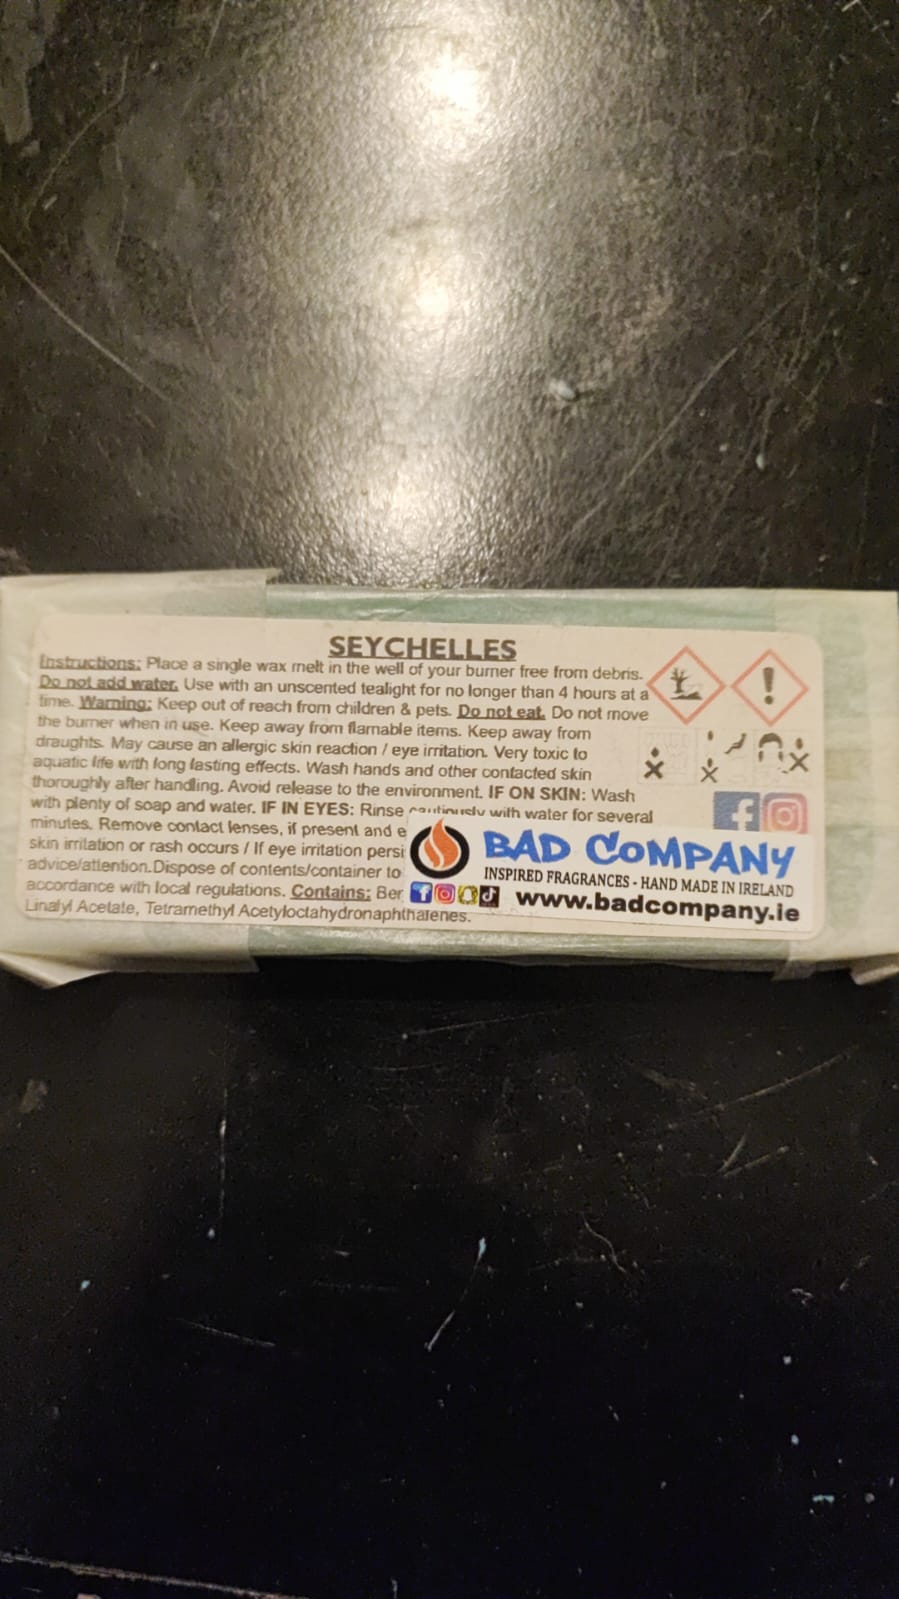 SEYCHELLES
Instructions: Place a single wax melt in the well of your burner free from debris.
Do not add water. Use with an unscented tealight for no longer than 4 hours at a
time. Warning: Keep out of reach from children & pets. Do not eat. Do not move
the burner when in use. Keep away from flamable items. Keep away from
draughts. May cause an allergic skin reaction / eye irritation. Very toxic to
aquatic life with long lasting effects. Wash hands and other contacted skin
thoroughly after handling. Avoid release to the environment. IF ON SKIN: Wash
with plenty of soap and water. IF IN EYES: Rinse cautiously with water for several
minutes. Remove contact lenses, if present and e
skin irritation or rash occurs / If eye irritation persi
advice/attention.Dispose of contents/container to
accordance with local regulations. Contains: Ber
Linalyl Acetate, Tetramethyl Acetyloctahydronaphthalenes.
BAD COMPANY
INSPIRED FRAGRANCES - HAND MADE IN IRELAND
www.badcompany.ie